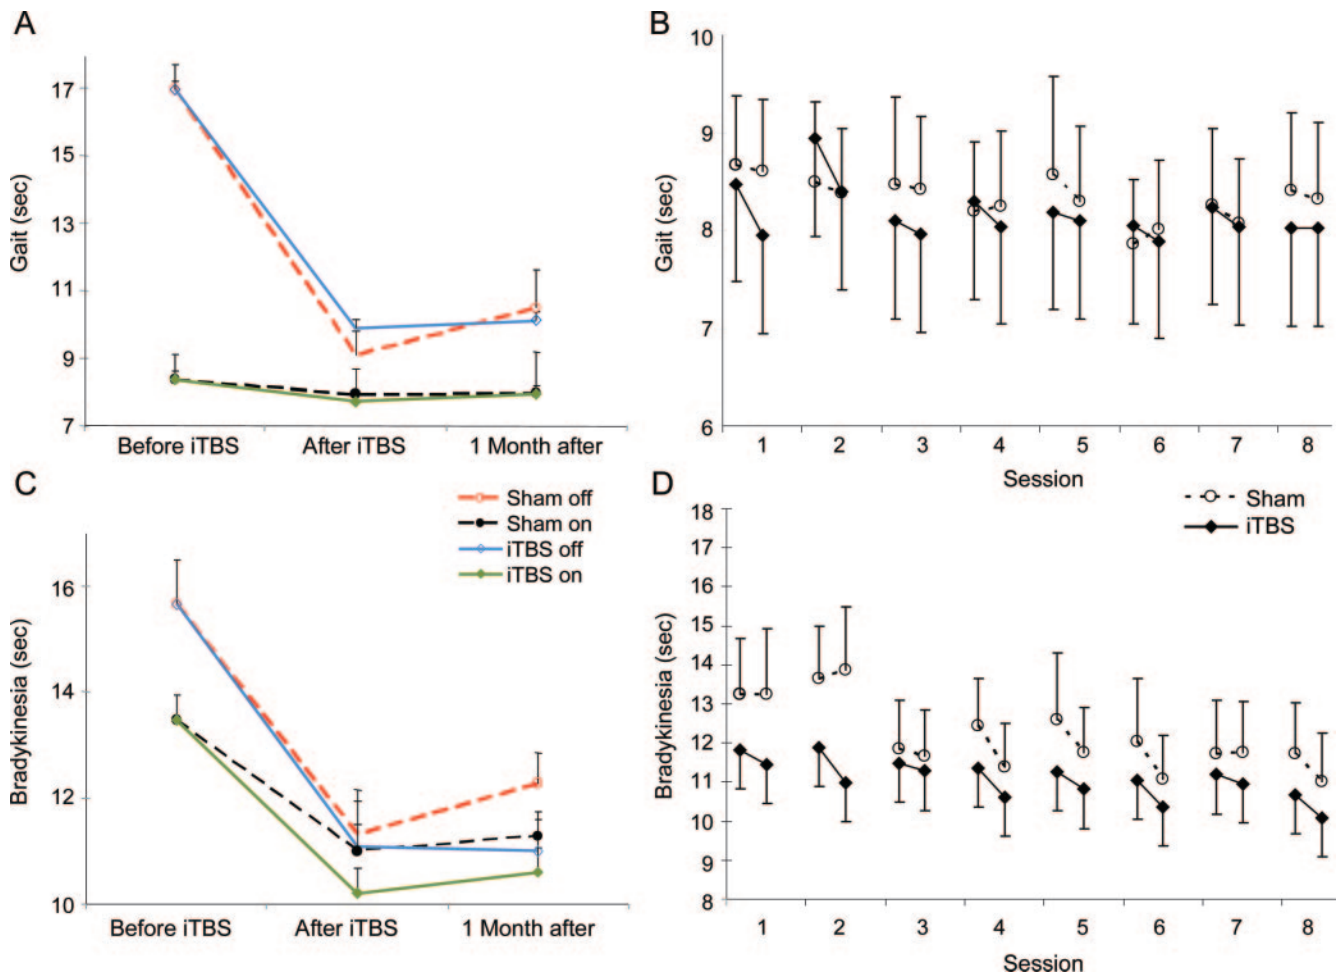 A
Gait (sec)
17
15
13
11
9
7
Before iTBS After iTBS 1 Month after
B
Gait (sec)
10
9
8
7
6
1 2 3 4 5 6 7 8
Session
C
Bradykinesia (sec)
16
14
12
10
Before iTBS After iTBS 1 Month after
Sham off
Sham on
iTBS off
iTBS on
D
Bradykinesia (sec)
18
17
16
15
14
13
12
11
10
9
8
Sham
iTBS
1 2 3 4 5 6 7 8
Session